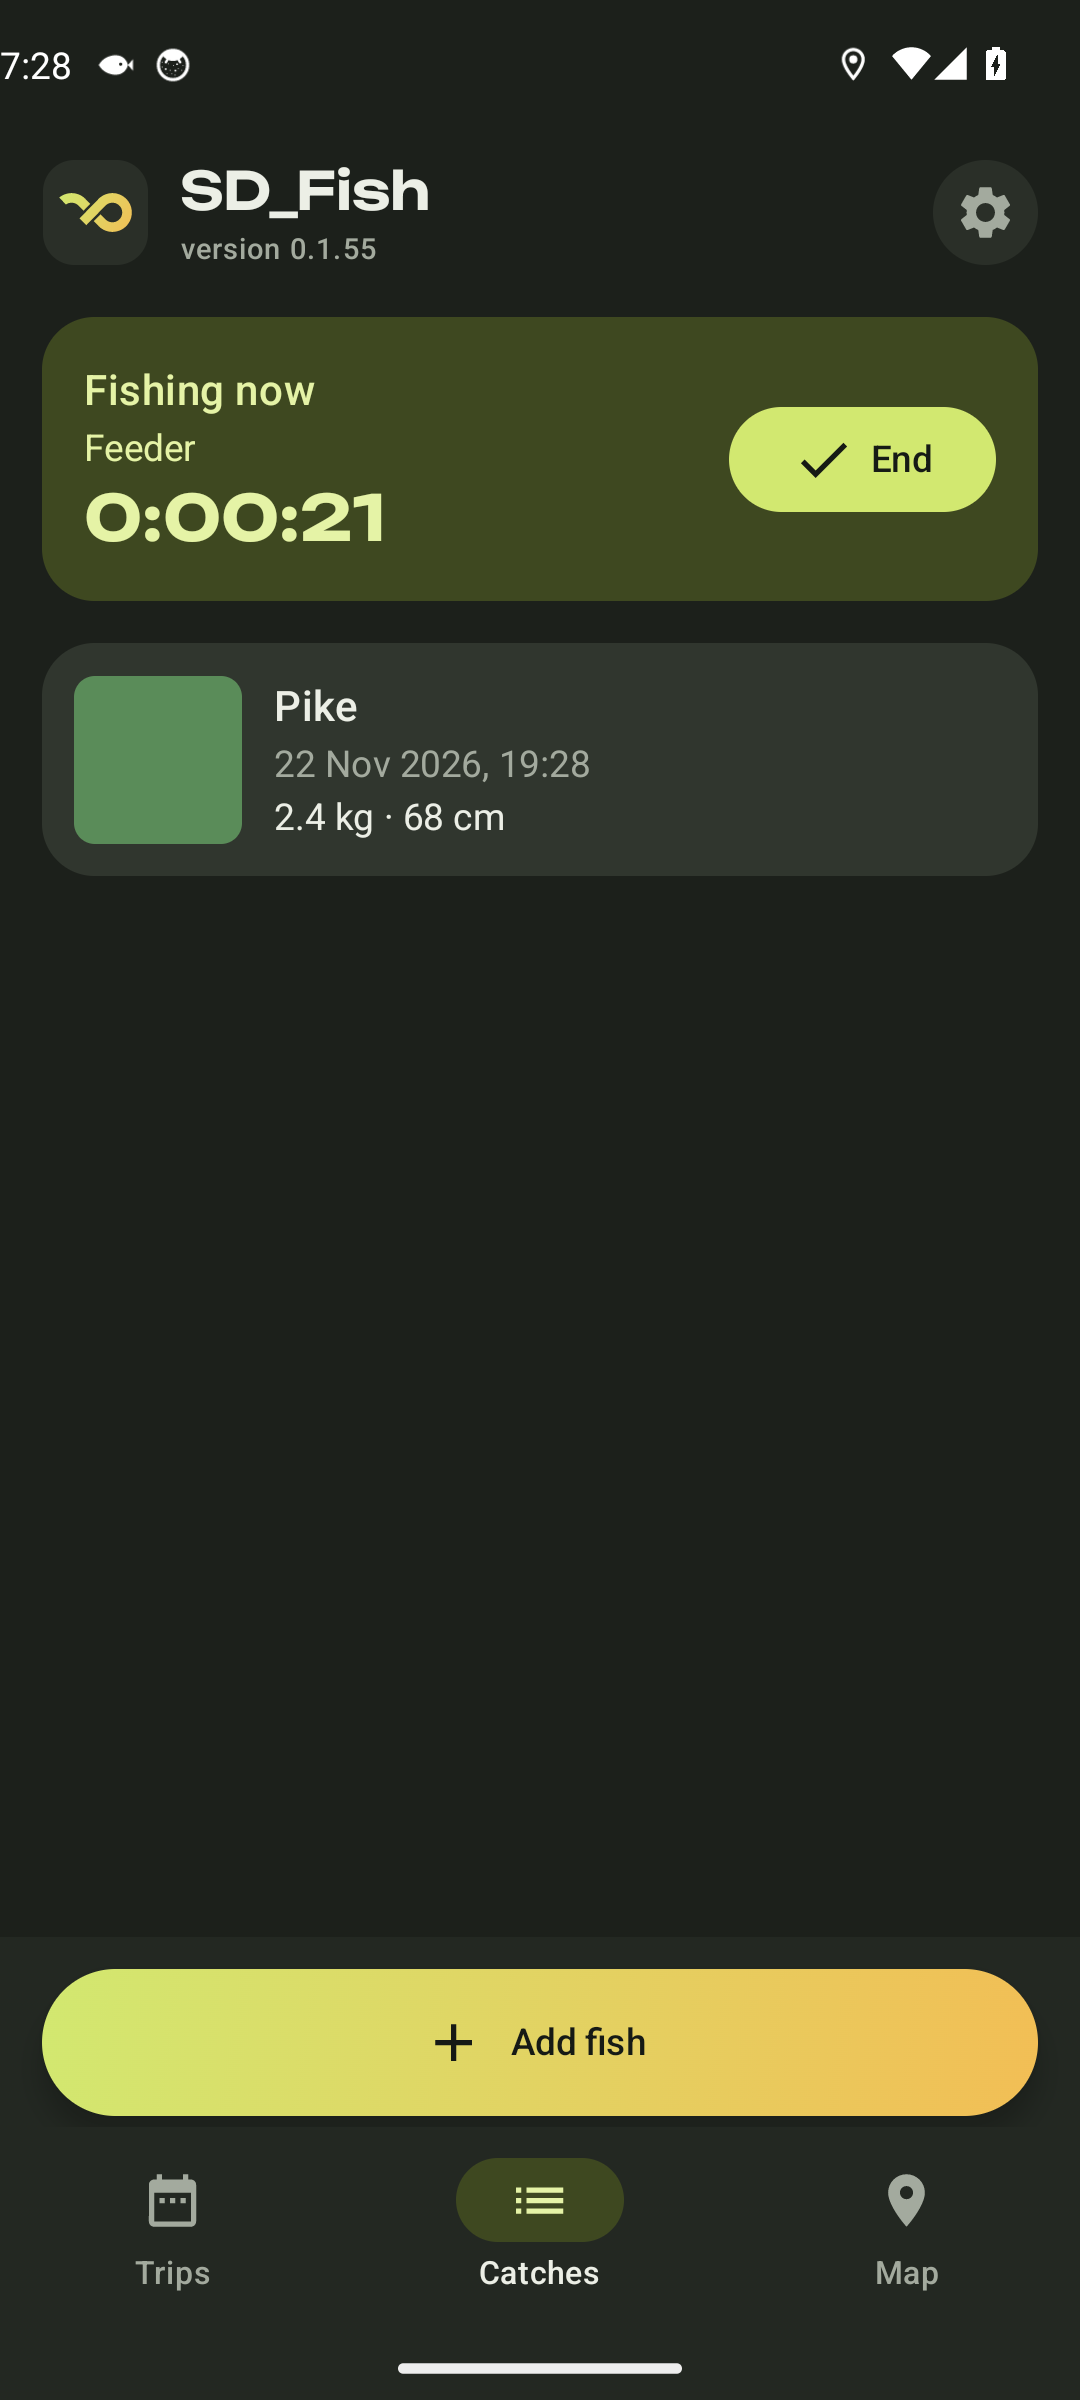 7:28
SD_Fish
version 0.1.55
Fishing now
Feeder
0:00:21
End
Pike
22 Nov 2026, 19:28
2.4 kg · 68 cm
Add fish
Trips
Catches
Map